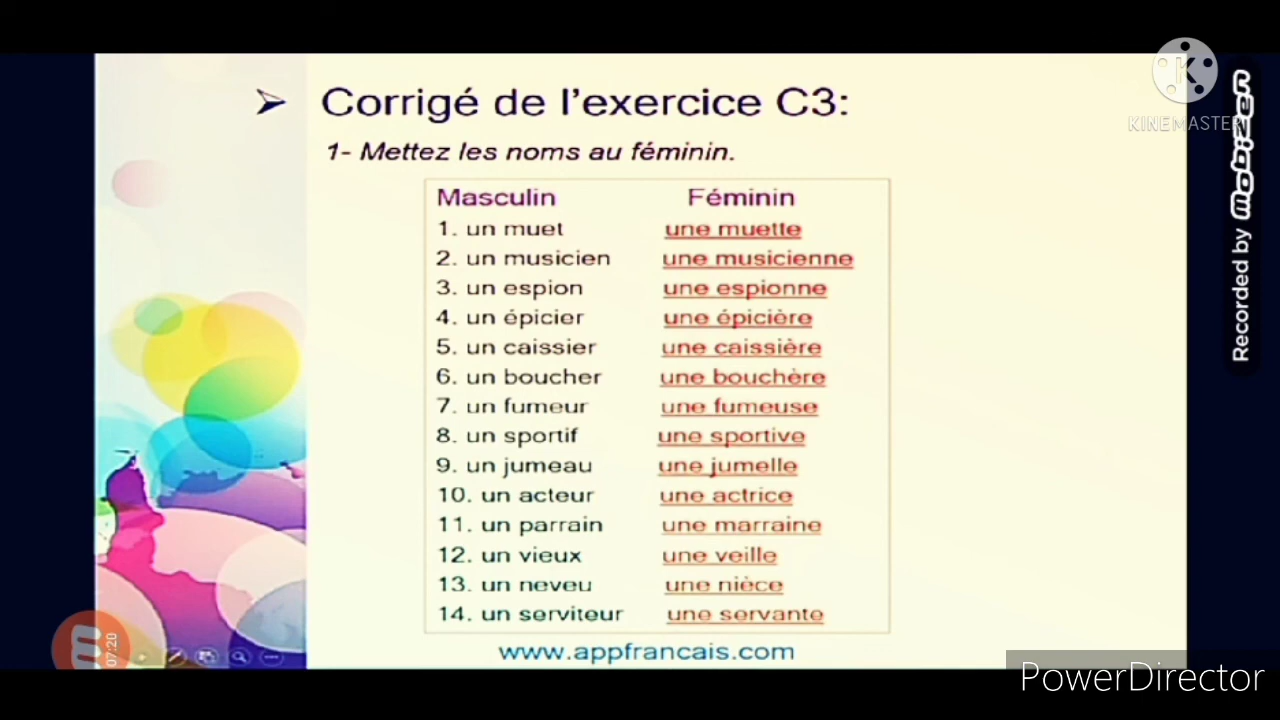 Corrigé de l'exercice C3:
1- Mettez les noms au féminin.
Masculin Féminin
1. un muet une muette
2. un musicien une musicienne
3. un espion une espionne
4. un épicier une épicière
5. un caissier une caissière
6. un boucher une bouchère
7. un fumeur une fumeuse
8. un sportif une sportive
9. un jumeau une jumelle
10. un acteur une actrice
11. un parrain une marraine
12. un vieux une veille
13. un neveu une nièce
14. un serviteur une servante
www.appfrancais.com
KINEMASTER
Recorded by mobizen
07:20
PowerDirector